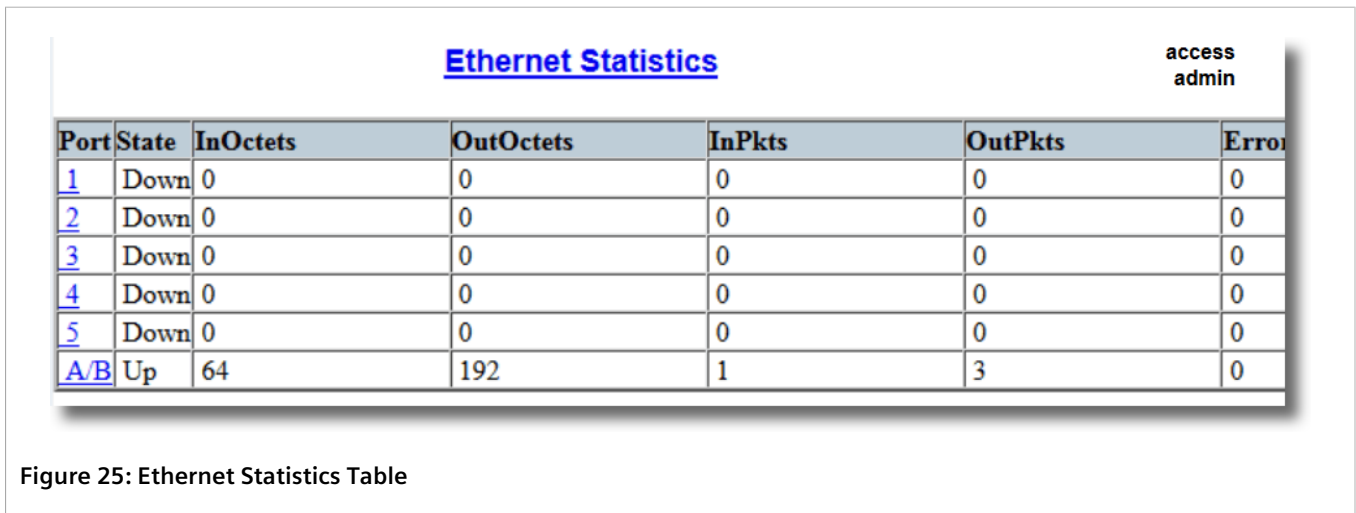 Ethernet Statistics
access
admin
Port State InOctets OutOctets InPkts OutPkts
1 Down 0 0 0 0 0
2 Down 0 0 0 0 0
3 Down 0 0 0 0 0
4 Down 0 0 0 0 0
5 Down 0 0 0 0 0
A/B Up 64 192 1 3 0
Figure 25: Ethernet Statistics Table